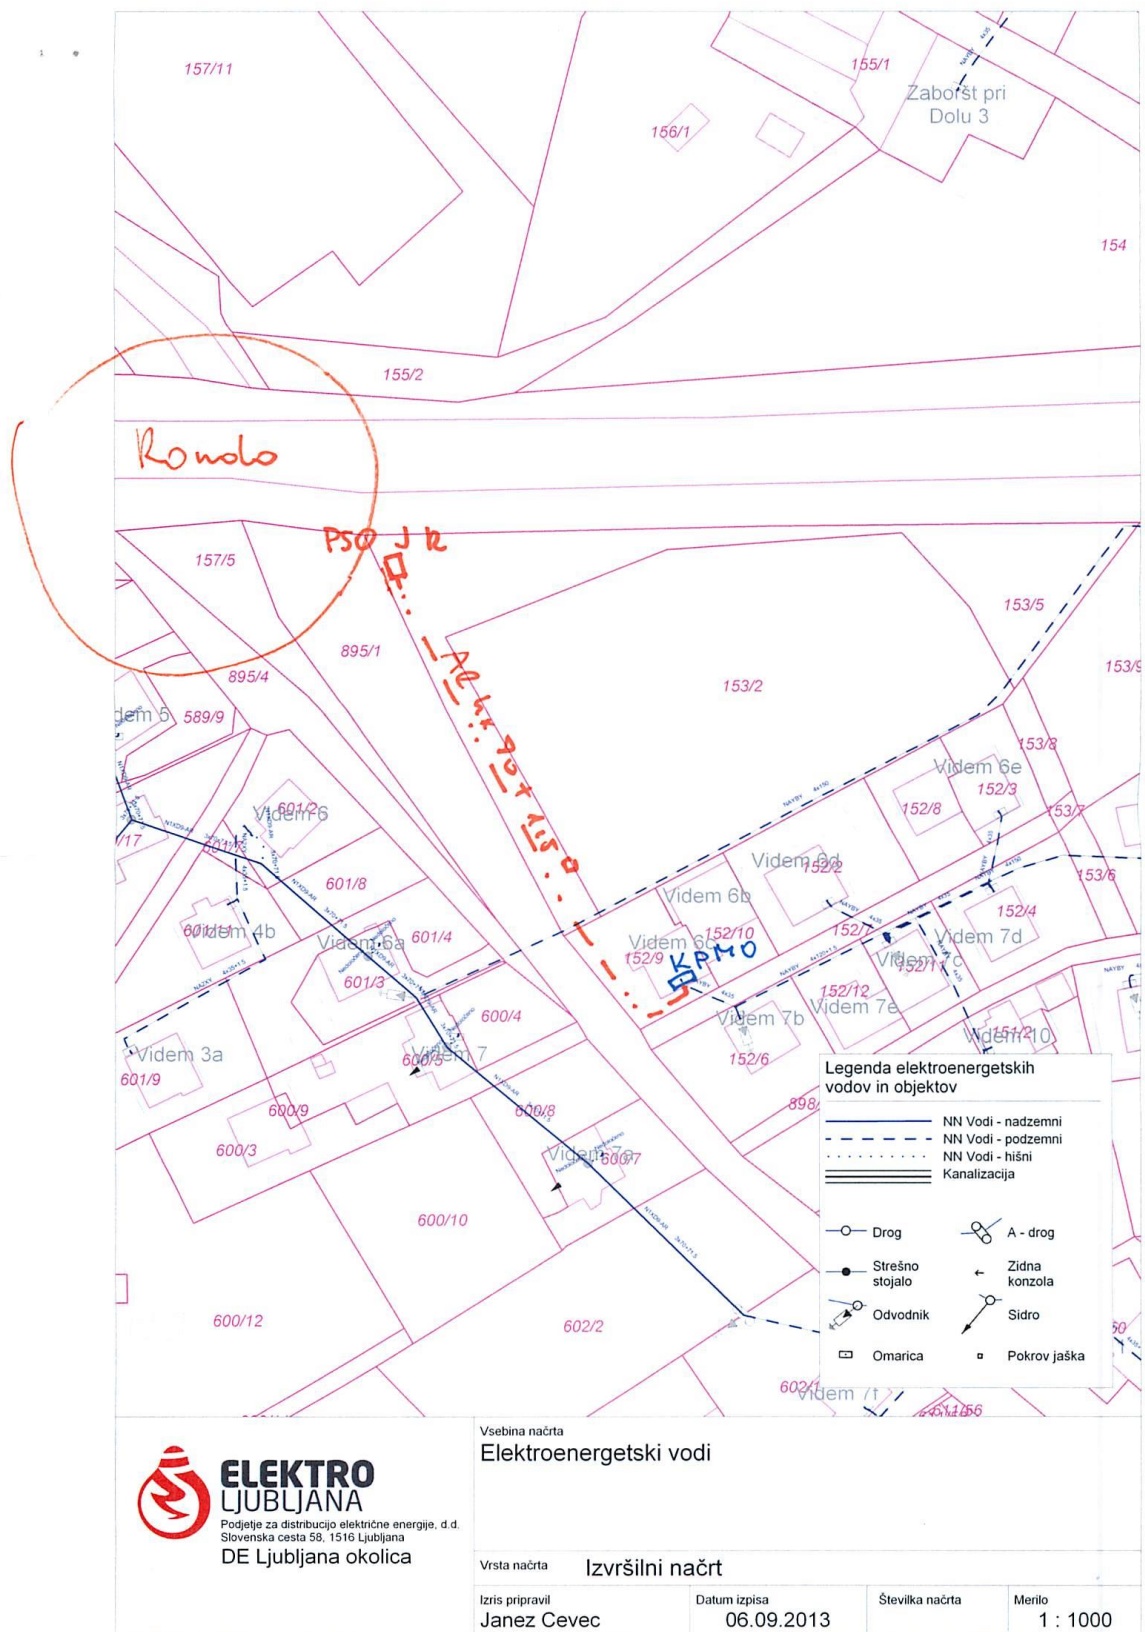 157/11
155/1
Zaboršt pri
Dolu 3
156/1
154
155/2
Rondo
PSO JR
157/5
153/5
895/1
153/2
895/4
589/9
153/8
Videm 6e
152/3
152/8
153/7
Videm 6
601/2
601/8
Videm 6d
152/2
153/6
Videm 6b
152/4
Videm 4b
Videm 6a
601/4
152/10
Videm 7d
Videm 6c
152/9
KPMO
152/11
601/3
152/12
600/4
Videm 7b
Videm 7e
Videm 10
151/2
Videm 3a
Videm 7
600/5
152/6
601/9
600/9
600/8
600/3
Videm 7a
600/7
600/10
600/12
602/2
Videm 7f
611/56
Legenda elektroenergetskih
vodov in objektov
NN Vodi - nadzemni
NN Vodi - podzemni
NN Vodi - hišni
Kanalizacija
Drog
A - drog
Strešno
stojalo
Zidna
konzola
Odvodnik
Sidro
Omarica
Pokrov jaška
ELEKTRO
LJUBLJANA
Podjetje za distribucijo električne energije, d.d.
Slovenska cesta 58, 1516 Ljubljana
DE Ljubljana okolica
Vsebina načrta
Elektroenergetski vodi
Vrsta načrta Izvršilni načrt
Izris pripravil
Janez Cevec
Datum izpisa
06.09.2013
Številka načrta
Merilo
1 : 1000